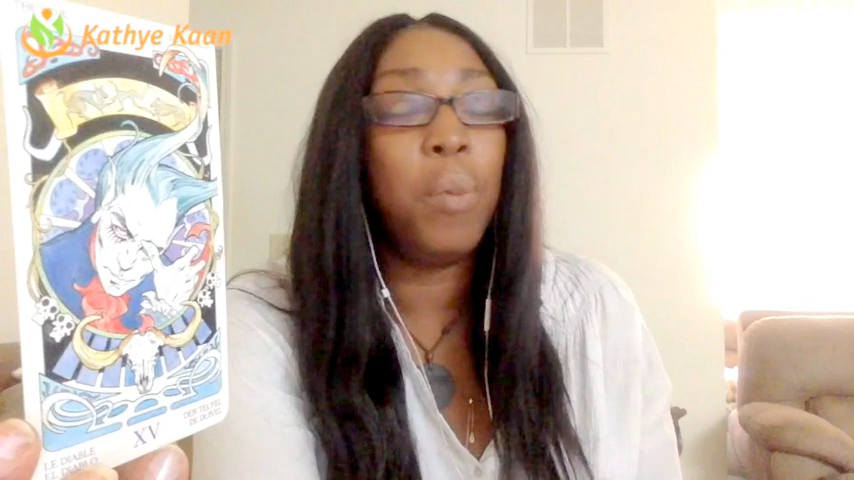 Kathye Kaan
XV
LE DIABLE
EL DIABLO
DER TEUFEL
DE DUIVEL